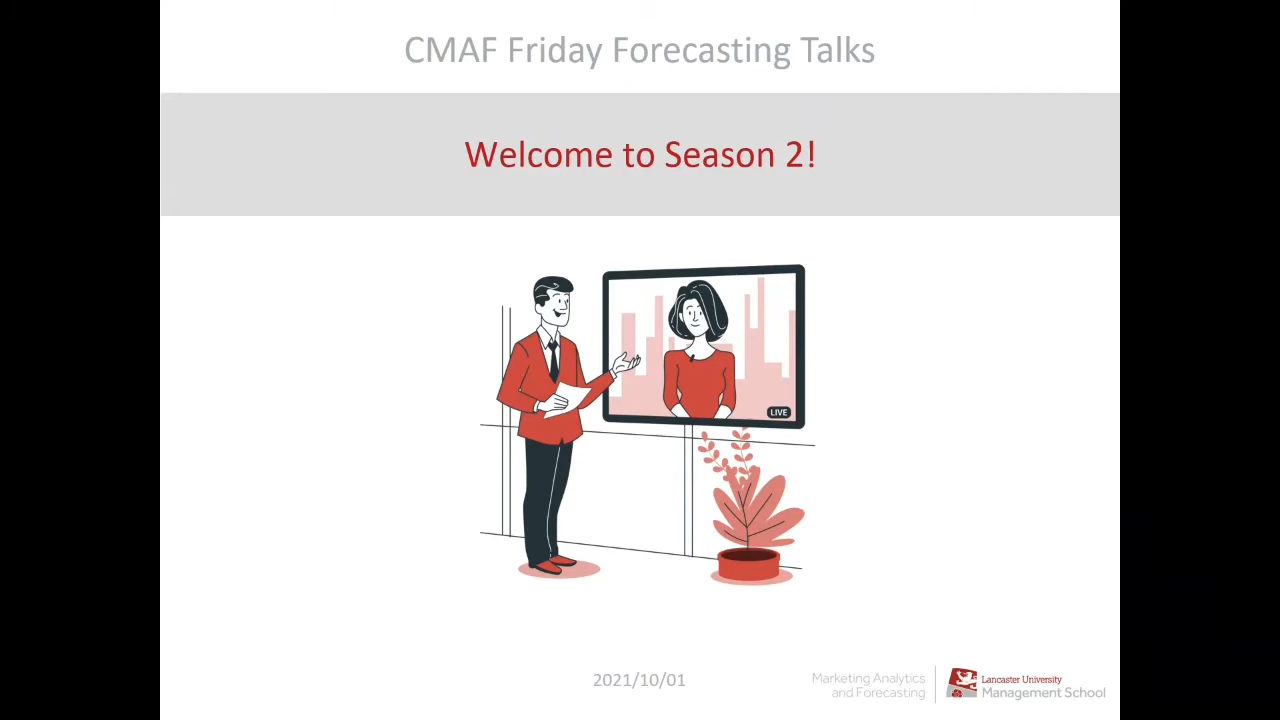 CMAF Friday Forecasting Talks
Welcome to Season 2!
LIVE
2021/10/01
Marketing Analytics
and Forecasting
Lancaster University
Management School